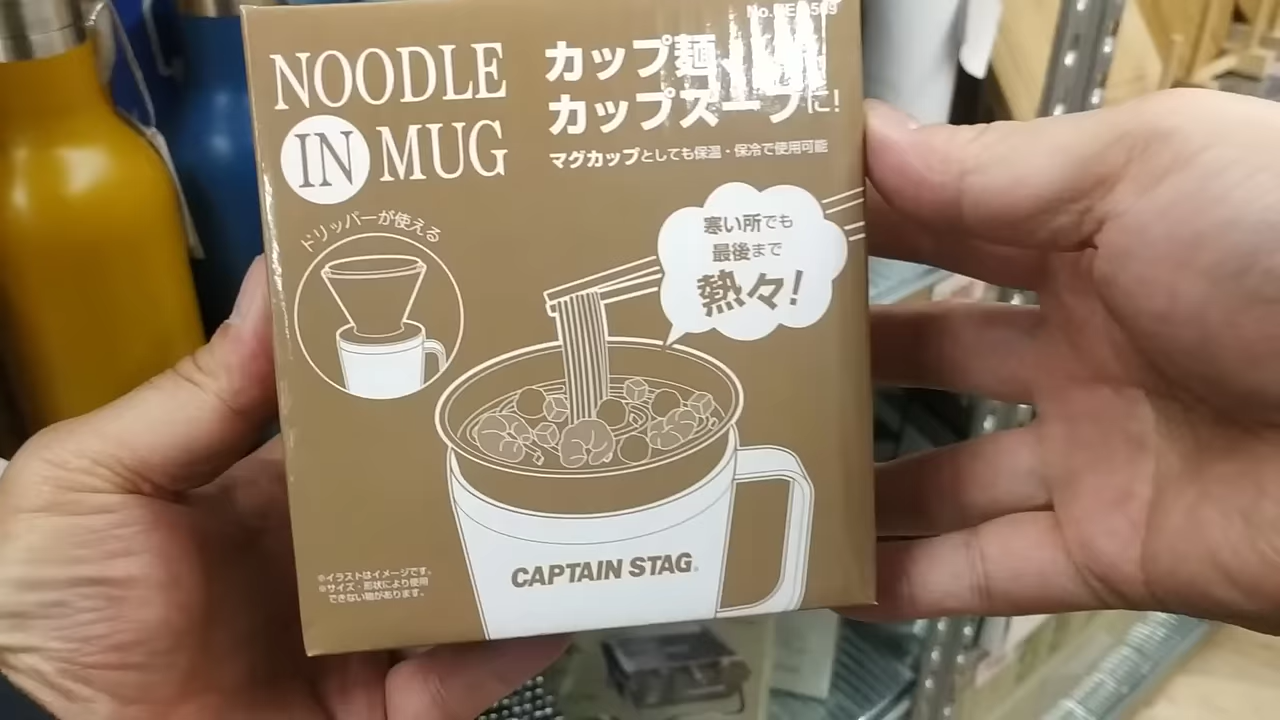 NOODLE
IN MUG
カップ麺
カップスープに!
マグカップとしても保温・保冷で使用可能
ドリッパーが使える
寒い所でも
最後まで
熱々!
CAPTAIN STAG
※イラストはイメージです。
※サイズ・形状により使用
できない物があります。